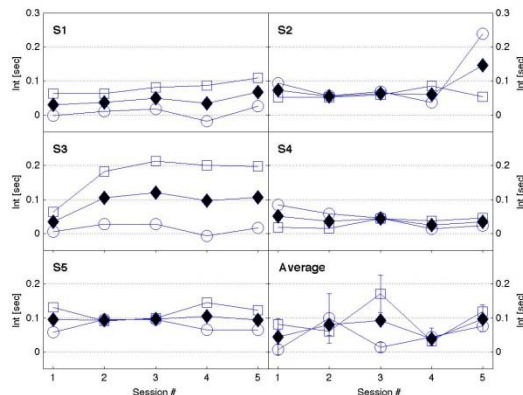 0.3 S1 S2 0.3
0.2 0.2
Int [sec] 0.1 0.1 Int [sec]
0 0
S3 S4
0.2 0.2
Int [sec] 0.1 0.1 Int [sec]
0 0
S5 Average
0.2 0.2
Int [sec] 0.1 0.1 Int [sec]
0 0
1 2 3 4 5 1 2 3 4 5
Session # Session #